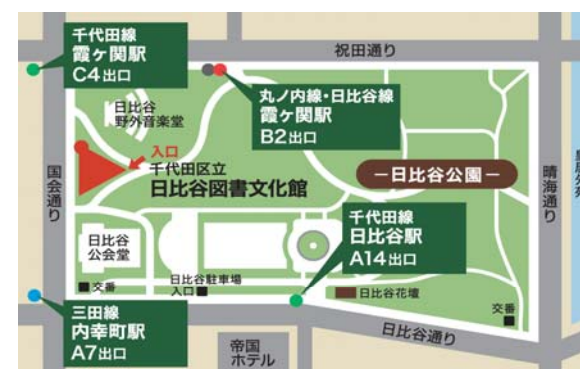 千代田線
霞ヶ関駅
C4出口
祝田通り
丸ノ内線・日比谷線
霞ヶ関駅
B2出口
日比谷
野外音楽堂
入口
千代田区立
日比谷図書文化館
ー日比谷公園ー
国会通り
晴海通り
千代田線
日比谷駅
A14出口
日比谷
公会堂
交番
日比谷駐車場
入口
日比谷花壇
交番
三田線
内幸町駅
A7出口
日比谷通り
帝国
ホテル